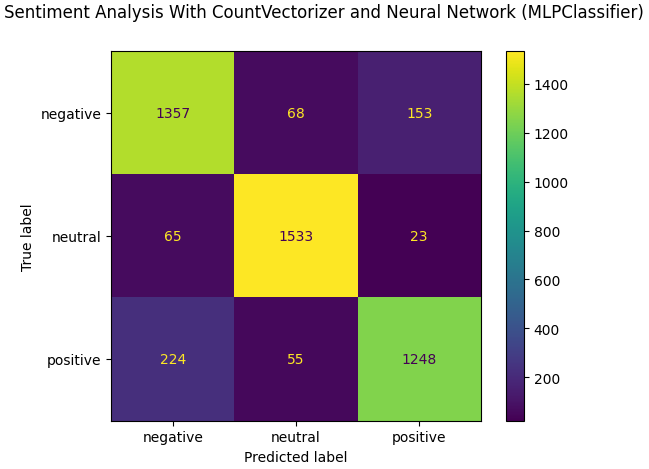 Sentiment Analysis With CountVectorizer and Neural Network (MLPClassifier)
negative
1357
68
153
neutral
65
1533
23
positive
224
55
1248
negative
neutral
positive
Predicted label
True label
1400
1200
1000
800
600
400
200